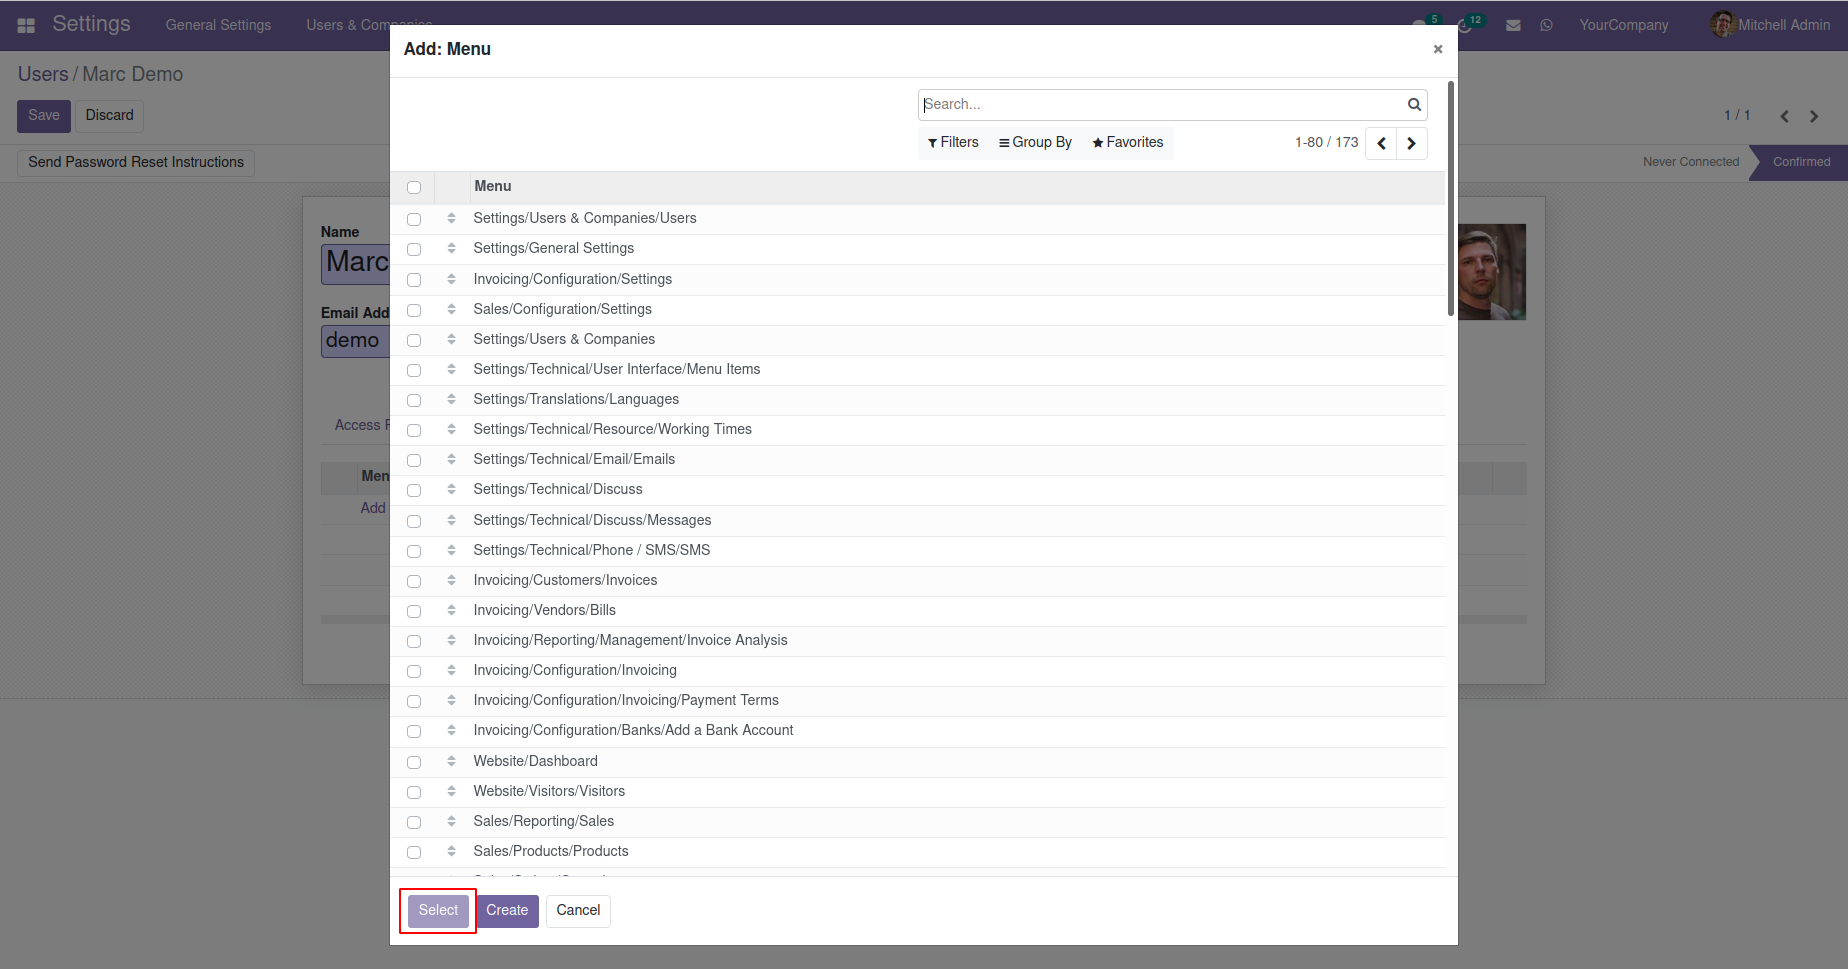 Settings General Settings Users & Companies 5 12 YourCompany Mitchell Admin
Users / Marc Demo
Save Discard 1 / 1
Send Password Reset Instructions Never Connected Confirmed
Name
Marc
Email Add
demo
Access
Men
Add
Add: Menu ×
Search...
Filters Group By Favorites 1-80 / 173
Menu
Settings/Users & Companies/Users
Settings/General Settings
Invoicing/Configuration/Settings
Sales/Configuration/Settings
Settings/Users & Companies
Settings/Technical/User Interface/Menu Items
Settings/Translations/Languages
Settings/Technical/Resource/Working Times
Settings/Technical/Email/Emails
Settings/Technical/Discuss
Settings/Technical/Discuss/Messages
Settings/Technical/Phone / SMS/SMS
Invoicing/Customers/Invoices
Invoicing/Vendors/Bills
Invoicing/Reporting/Management/Invoice Analysis
Invoicing/Configuration/Invoicing
Invoicing/Configuration/Invoicing/Payment Terms
Invoicing/Configuration/Banks/Add a Bank Account
Website/Dashboard
Website/Visitors/Visitors
Sales/Reporting/Sales
Sales/Products/Products
Select Create Cancel